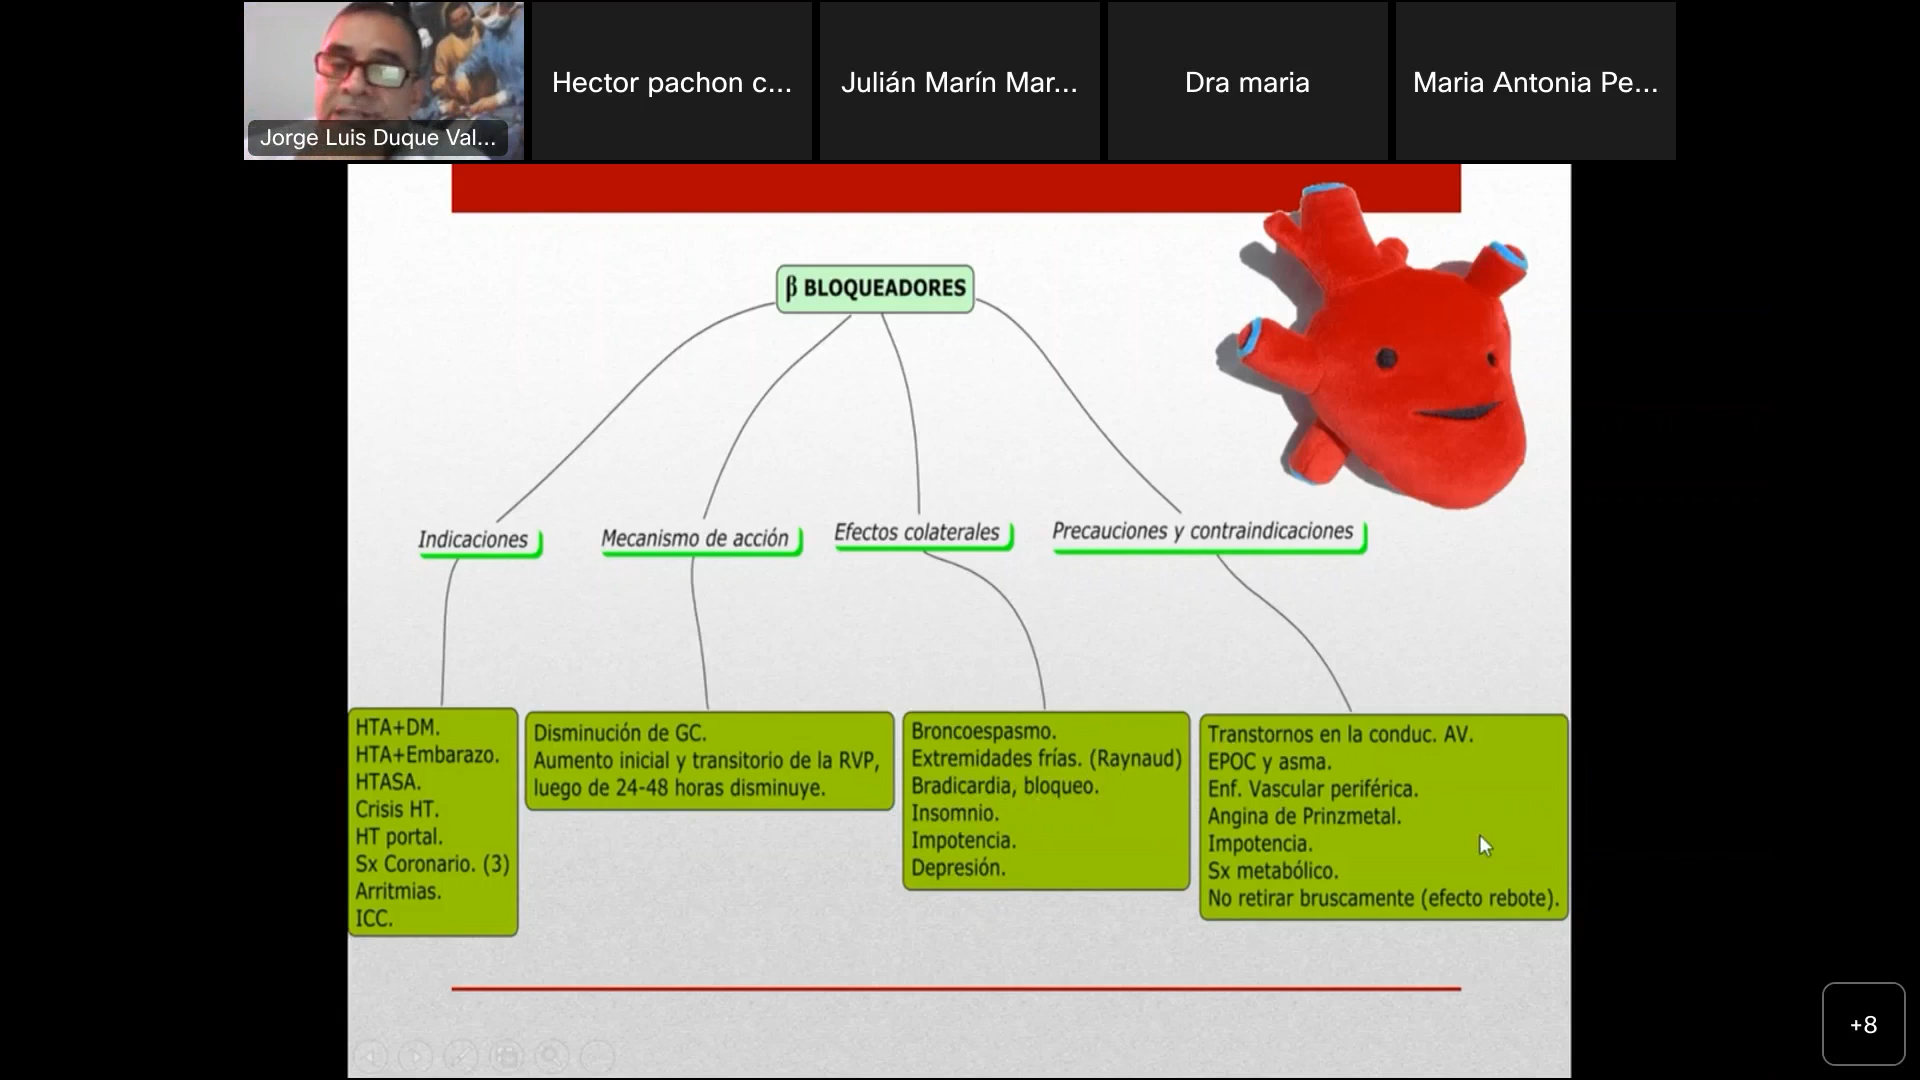 Jorge Luis Duque Val...
Hector pachon c...
Julián Marín Mar...
Dra maria
Maria Antonia Pe...
β BLOQUEADORES
Indicaciones
Mecanismo de acción
Efectos colaterales
Precauciones y contraindicaciones
HTA+DM.
HTA+Embarazo.
HTASA.
Crisis HT.
HT portal.
Sx Coronario. (3)
Arritmias.
ICC.
Disminución de GC.
Aumento inicial y transitorio de la RVP,
luego de 24-48 horas disminuye.
Broncoespasmo.
Extremidades frías. (Raynaud)
Bradicardia, bloqueo.
Insomnio.
Impotencia.
Depresión.
Transtornos en la conduc. AV.
EPOC y asma.
Enf. Vascular periférica.
Angina de Prinzmetal.
Impotencia.
Sx metabólico.
No retirar bruscamente (efecto rebote).
+8